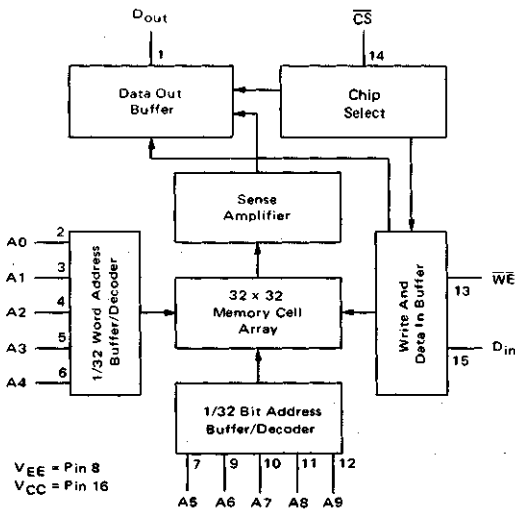 Dout
CS
1
14
Data Out
Buffer
Chip
Select
Sense
Amplifier
A0 2
A1 3
A2 4
A3 5
A4 6
1/32 Word Address
Buffer/Decoder
32 × 32
Memory Cell
Array
Write And
Data In Buffer
WE
13
Din
15
1/32 Bit Address
Buffer/Decoder
7 9 10 11 12
A5 A6 A7 A8 A9
VEE = Pin 8
VCC = Pin 16